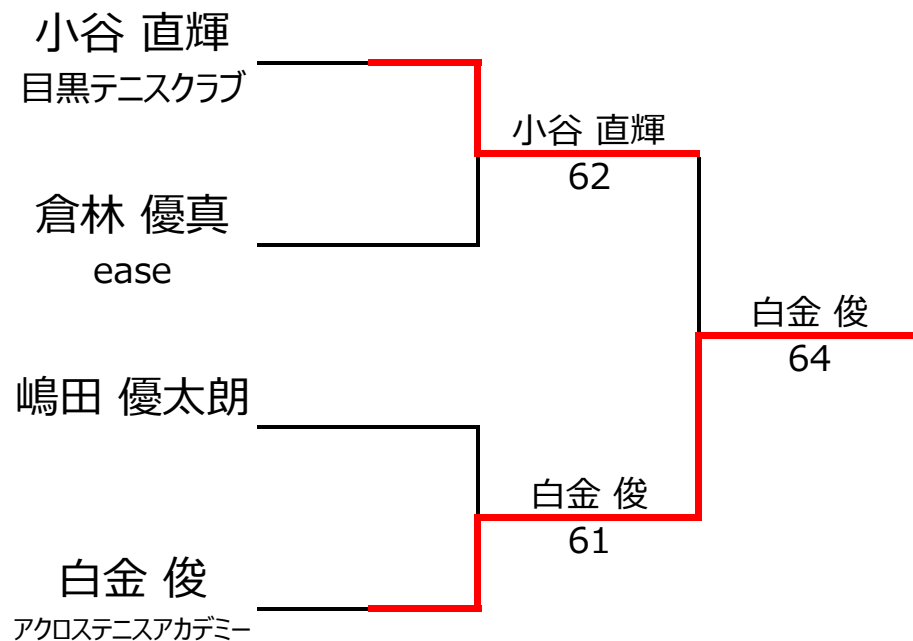 小谷 直輝
目黒テニスクラブ
小谷 直輝
62
倉林 優真
ease
白金 俊
64
嶋田 優太朗
白金 俊
61
白金 俊
アクロステニスアカデミー